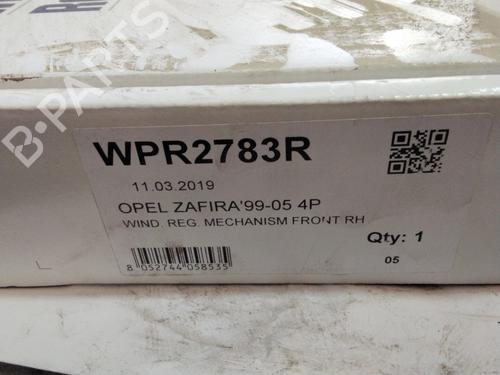 WPR2783R
11.03.2019
OPEL ZAFIRA'99-05 4P
WIND. REG. MECHANISM FRONT RH
Qty: 1
8 052744 058535
05
B-PARTS